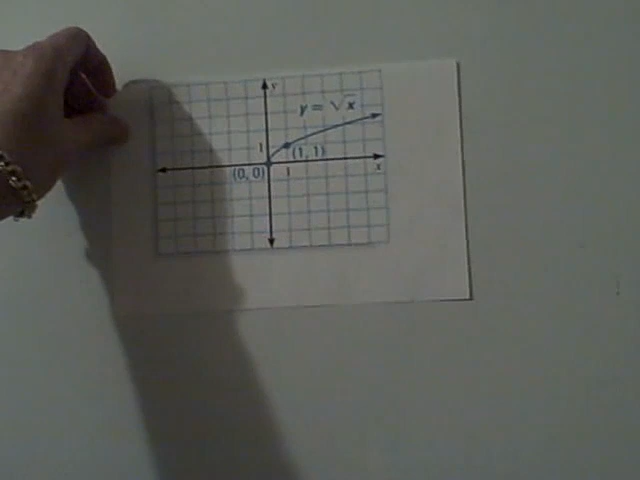 y
y = √x
1
(1, 1)
x
(0, 0)
1